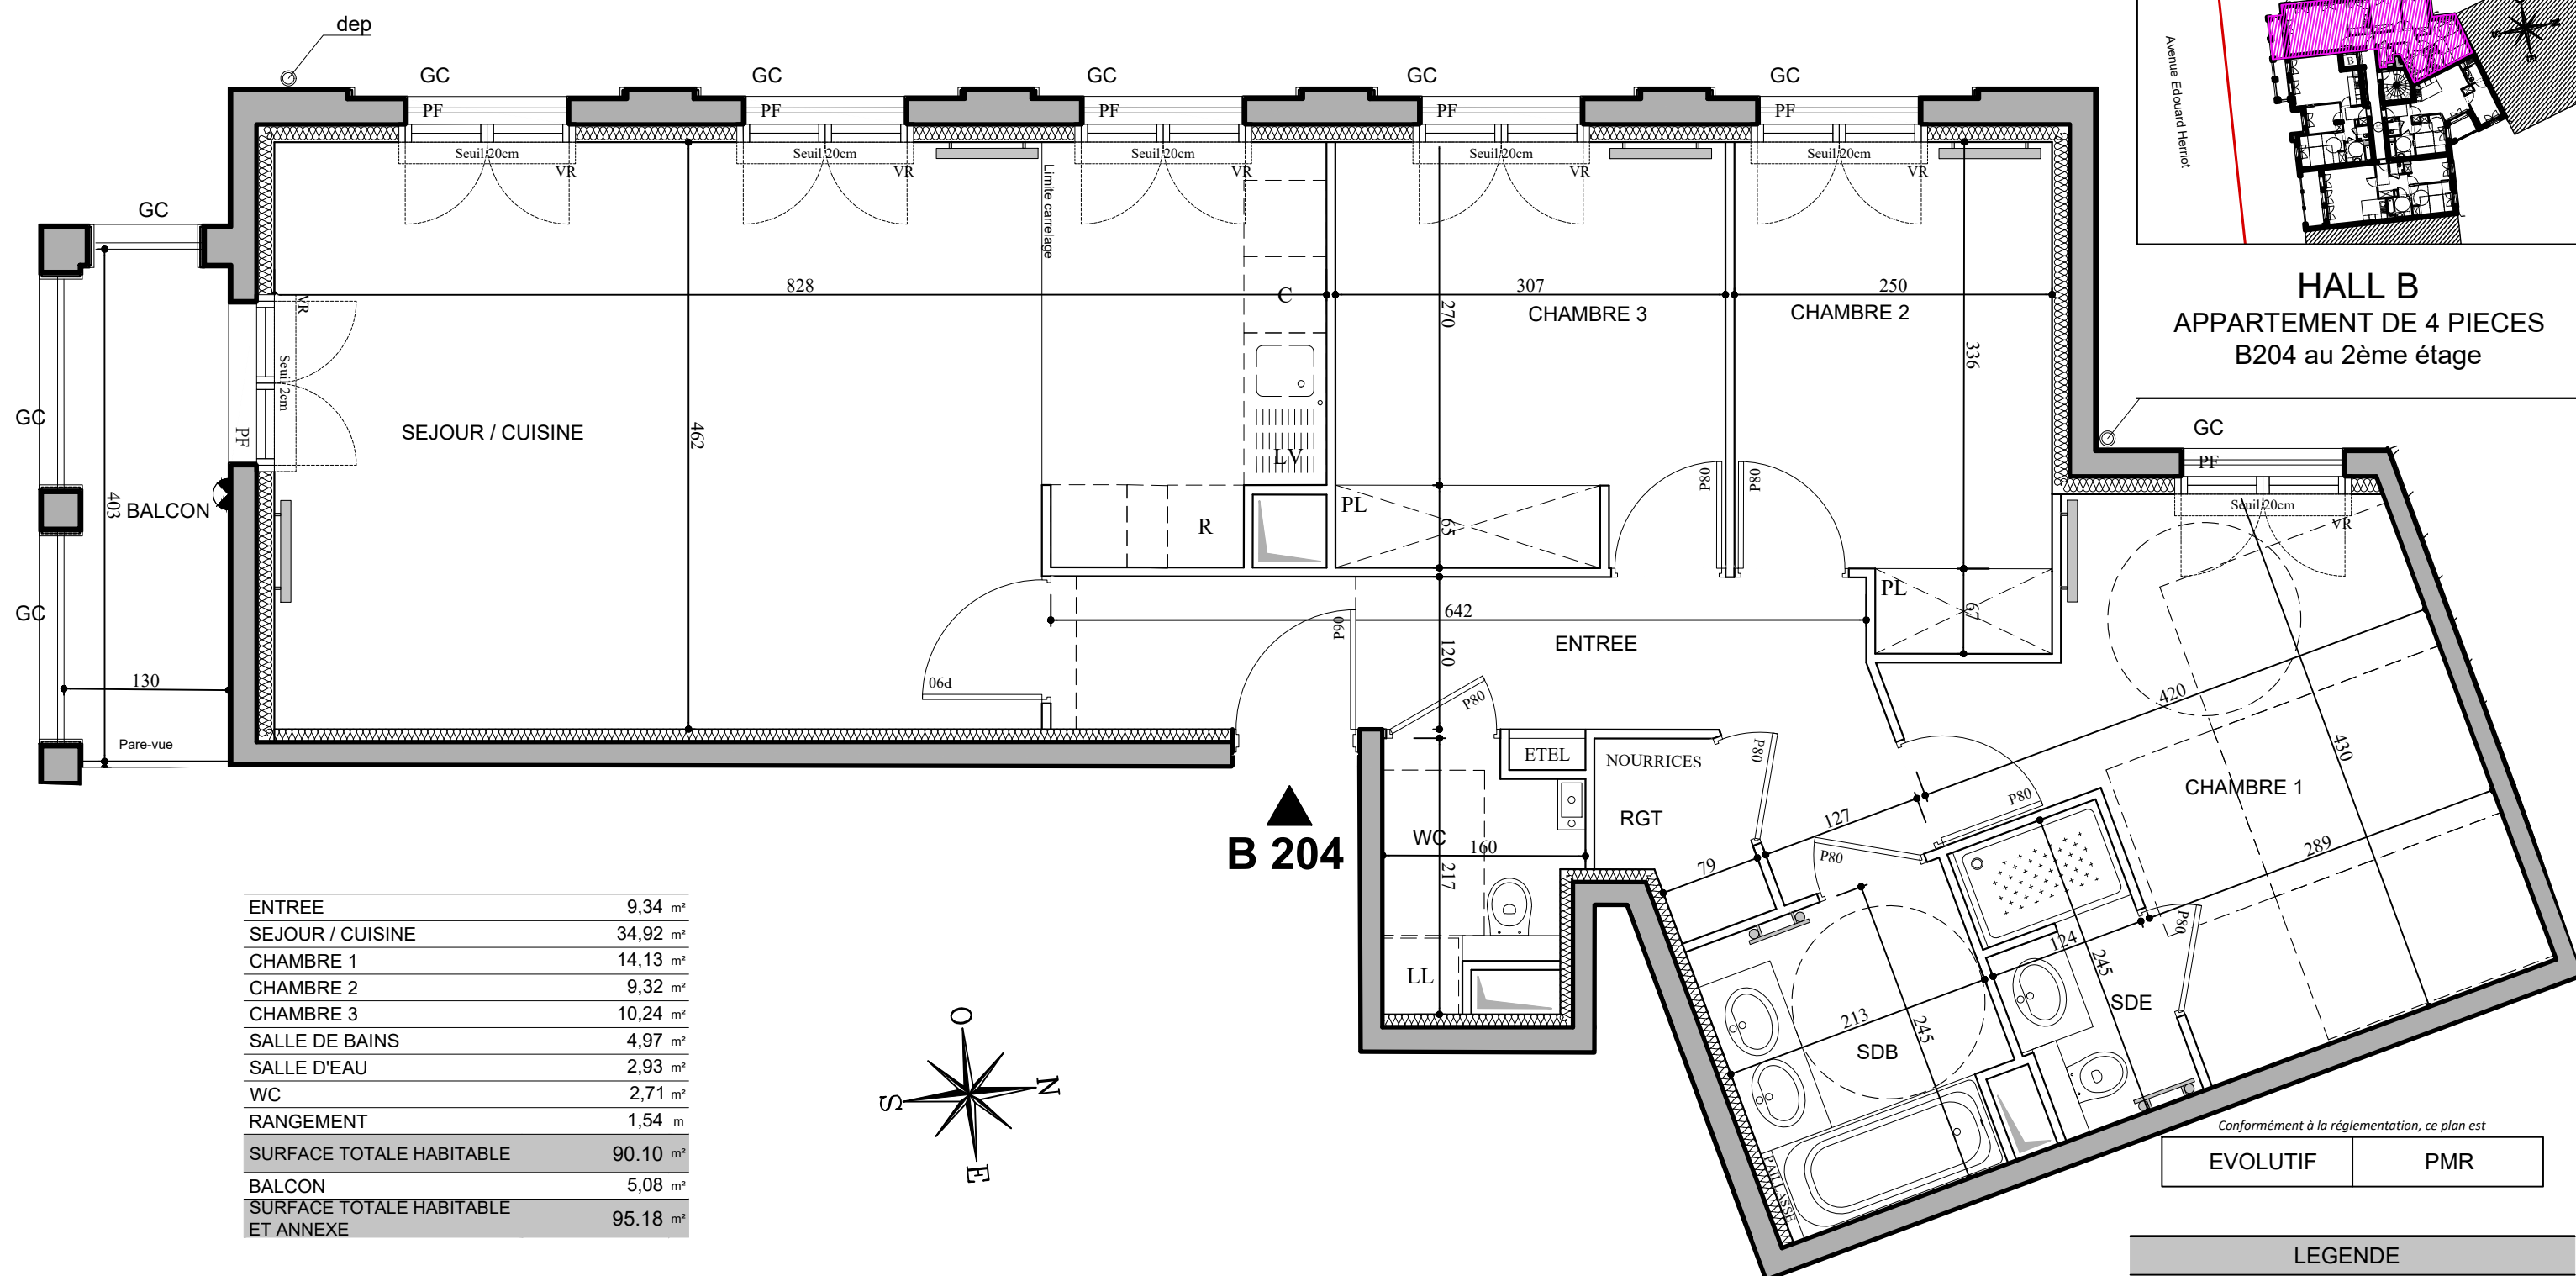 dep
GC
GC
GC
GC
GC
PF
PF
PF
PF
PF
Seuil 20cm
Seuil 20cm
Seuil 20cm
Seuil 20cm
Seuil 20cm
VR
VR
VR
VR
VR
Limite carrelage
Avenue Edouard Herriot
HALL B
APPARTEMENT DE 4 PIECES
B204 au 2ème étage
GC
828
307
250
C
270
CHAMBRE 3
CHAMBRE 2
336
VR
Seuil 2cm
PF
GC
SEJOUR / CUISINE
462
LV
GC
PF
Seuil 20cm
VR
403
BALCON
R
PL
65
P80
P80
PL
67
GC
642
ENTREE
120
P90
P90
130
Pare-vue
P80
ETEL
NOURRICES
P80
RGT
WC
160
217
LL
B 204
420
430
CHAMBRE 1
P80
127
79
P80
289
P80
124
245
SDE
213
245
SDB
PAILLASSE
ENTREE 9,34 m²
SEJOUR / CUISINE 34,92 m²
CHAMBRE 1 14,13 m²
CHAMBRE 2 9,32 m²
CHAMBRE 3 10,24 m²
SALLE DE BAINS 4,97 m²
SALLE D'EAU 2,93 m²
WC 2,71 m²
RANGEMENT 1,54 m
SURFACE TOTALE HABITABLE 90.10 m²
BALCON 5,08 m²
SURFACE TOTALE HABITABLE
ET ANNEXE 95.18 m²
O
N
S
E
Conformément à la réglementation, ce plan est
EVOLUTIF PMR
LEGENDE